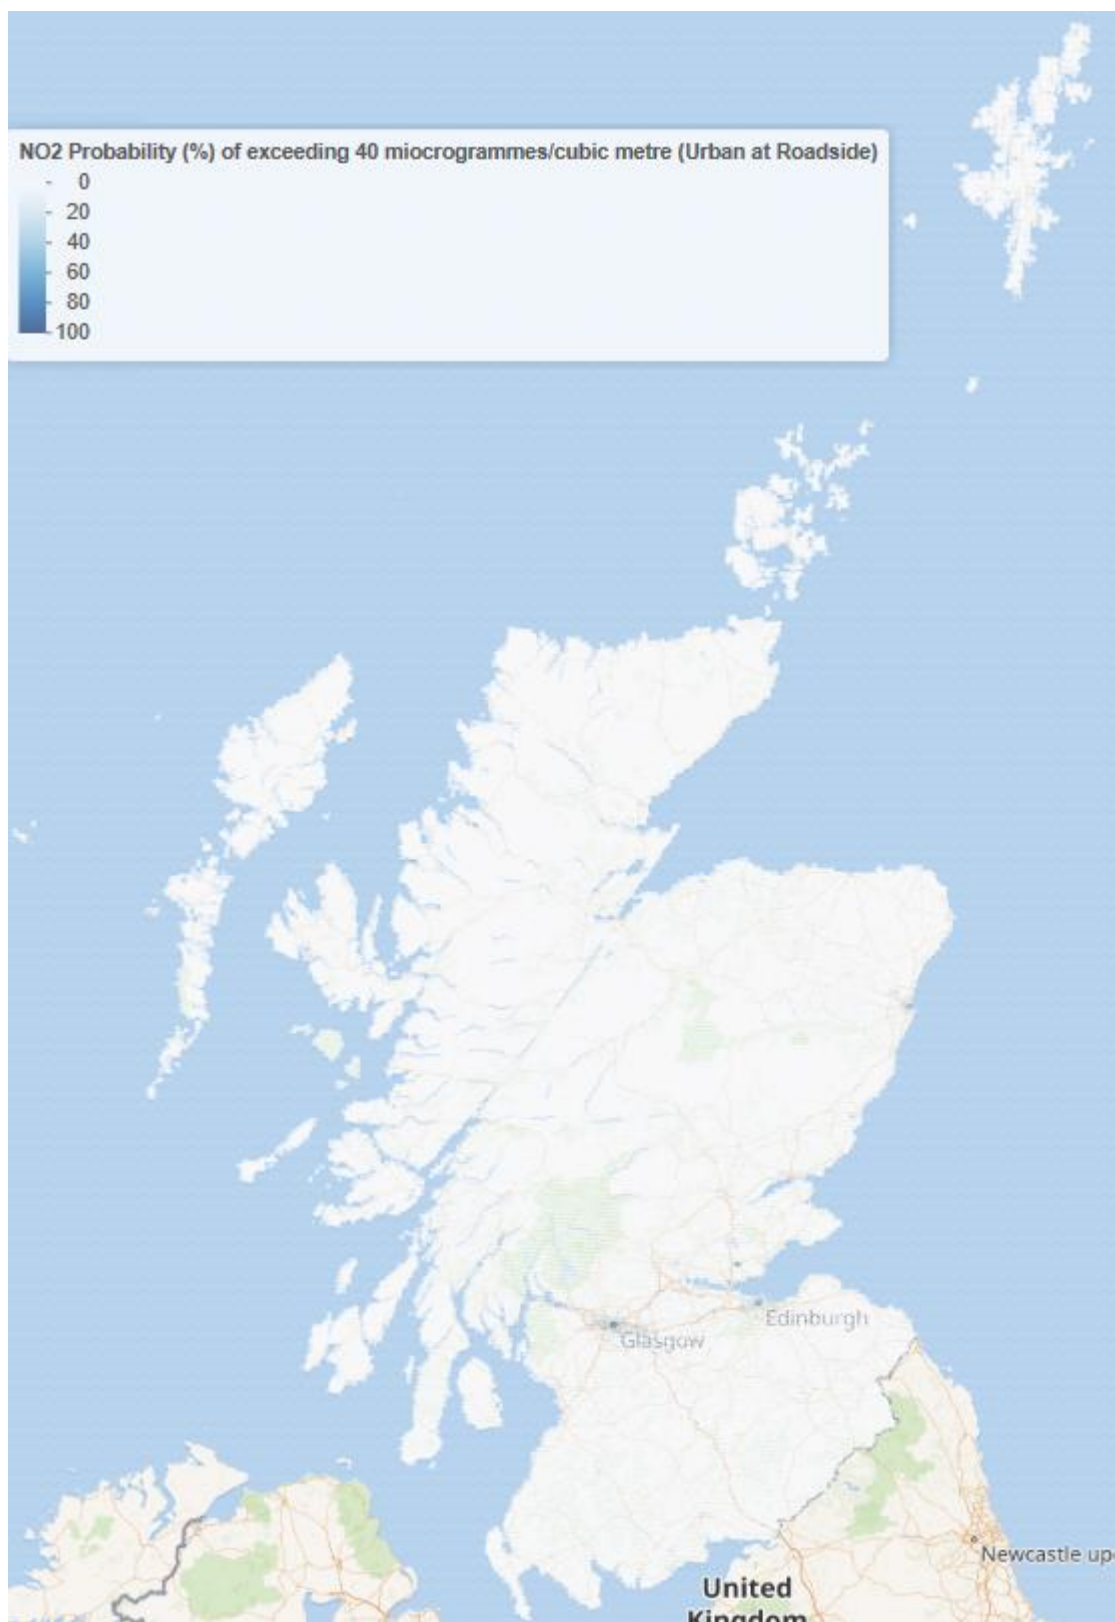 NO2 Probability (%) of exceeding 40 miocrogrammes/cubic metre (Urban at Roadside)
0
20
40
60
80
100
Edinburgh
Glasgow
Newcastle up
United
Kingdom